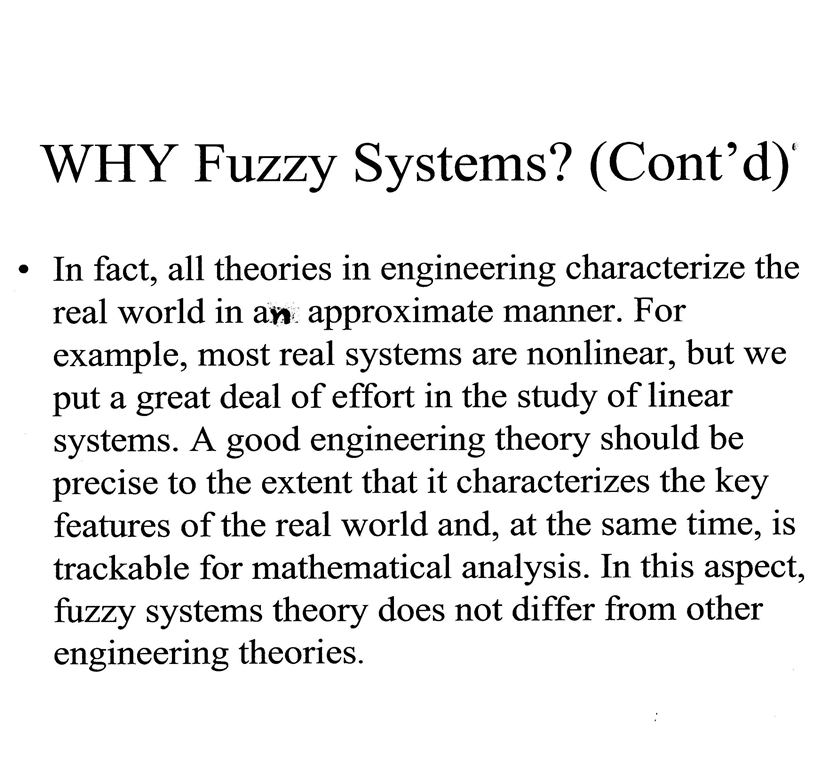 WHY Fuzzy Systems? (Cont'd)
• In fact, all theories in engineering characterize the
real world in an approximate manner. For
example, most real systems are nonlinear, but we
put a great deal of effort in the study of linear
systems. A good engineering theory should be
precise to the extent that it characterizes the key
features of the real world and, at the same time, is
trackable for mathematical analysis. In this aspect,
fuzzy systems theory does not differ from other
engineering theories.